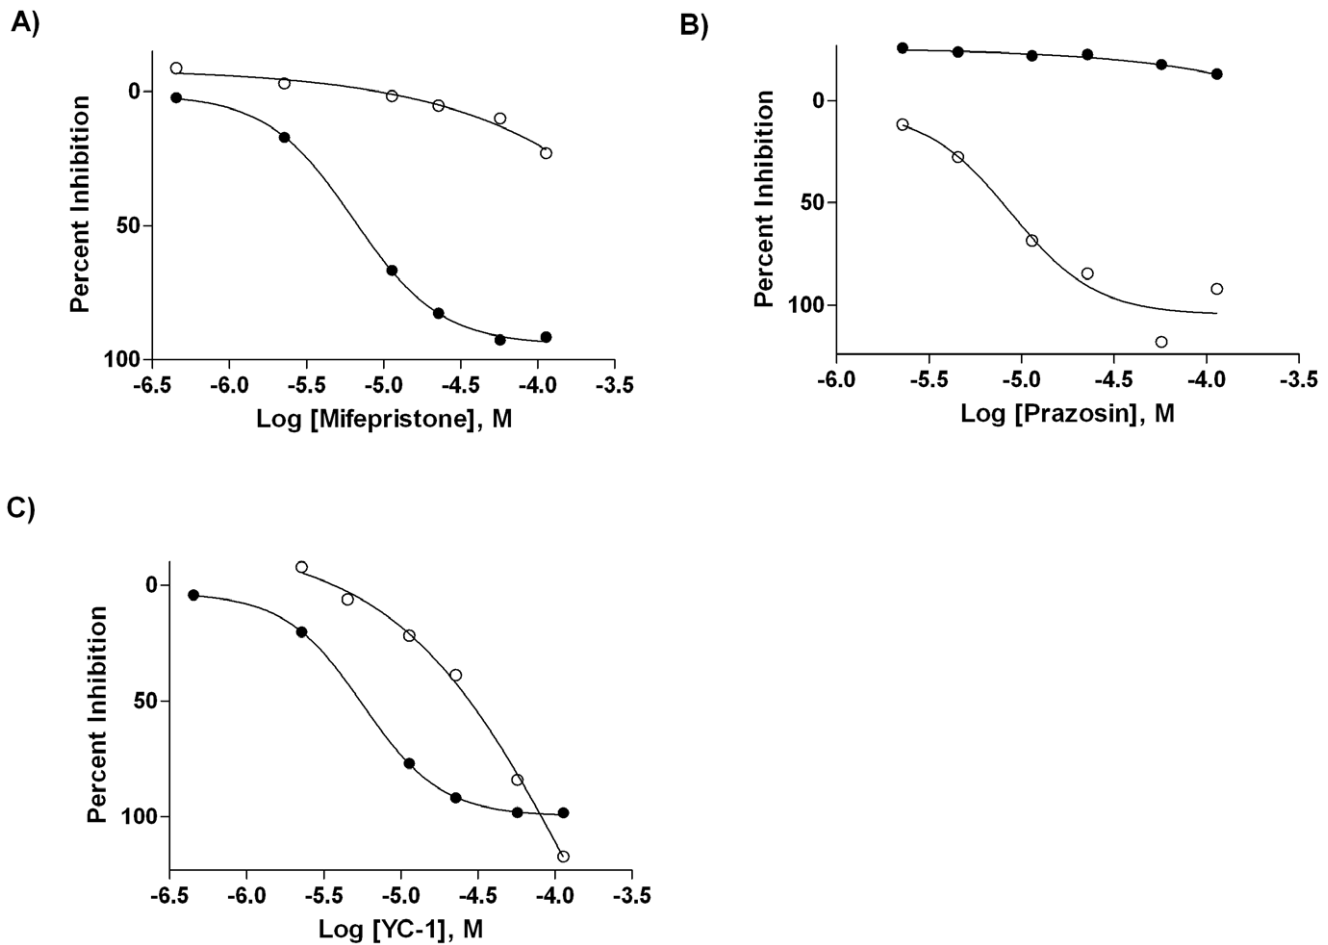 A)
Percent Inhibition
0
50
100
-6.5 -6.0 -5.5 -5.0 -4.5 -4.0 -3.5
Log [Mifepristone], M
B)
Percent Inhibition
0
50
100
-6.0 -5.5 -5.0 -4.5 -4.0 -3.5
Log [Prazosin], M
C)
Percent Inhibition
0
50
100
-6.5 -6.0 -5.5 -5.0 -4.5 -4.0 -3.5
Log [YC-1], M